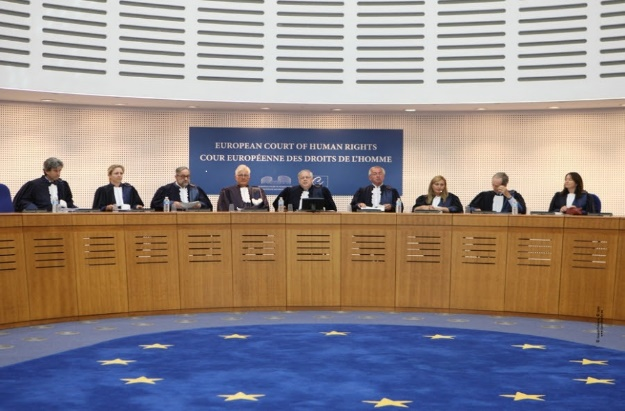 EUROPEAN COURT OF HUMAN RIGHTS
COUR EUROPÉENNE DES DROITS DE L'HOMME